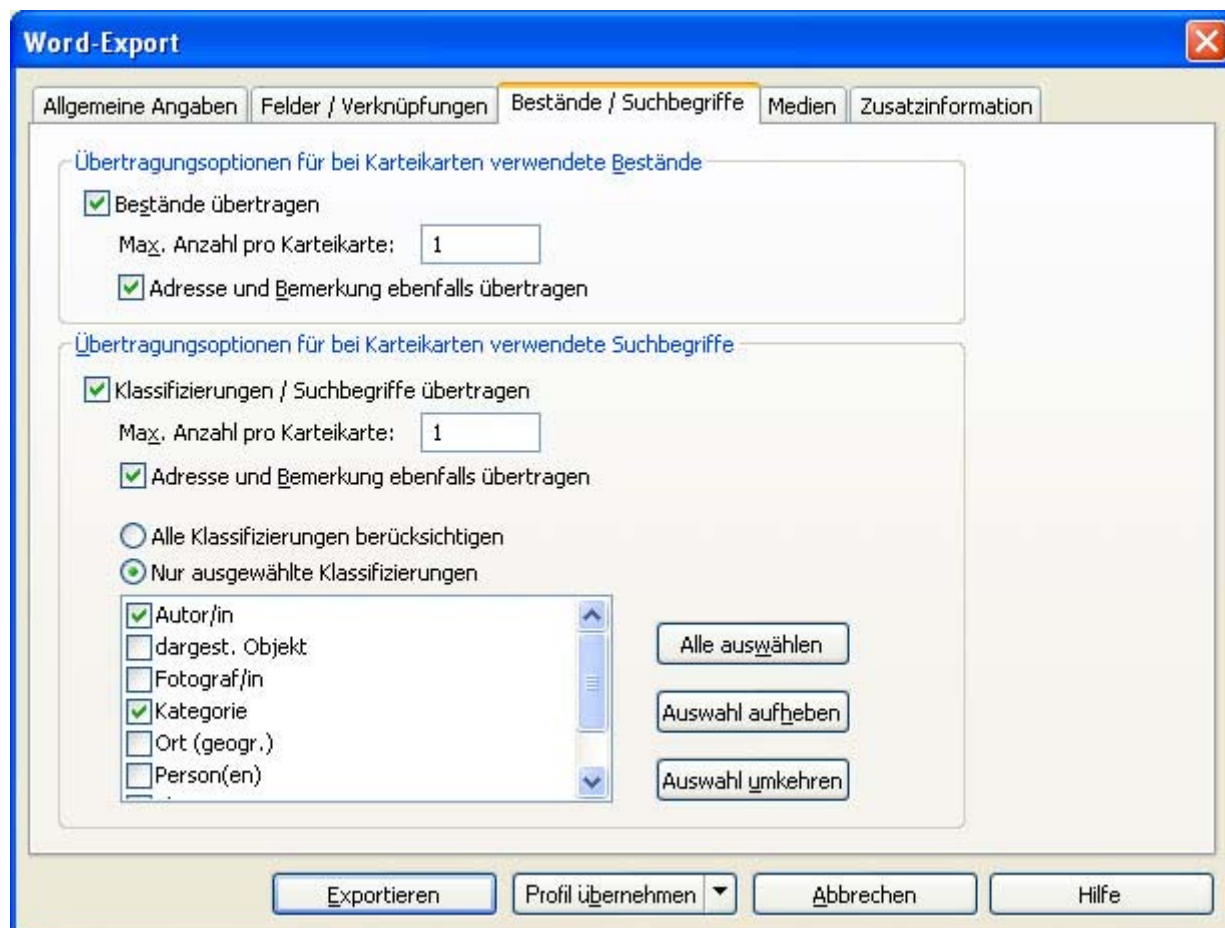 Word-Export
Allgemeine Angaben
Felder / Verknüpfungen
Bestände / Suchbegriffe
Medien
Zusatzinformation
Übertragungsoptionen für bei Karteikarten verwendete Bestände
Bestände übertragen
Max. Anzahl pro Karteikarte: 1
Adresse und Bemerkung ebenfalls übertragen
Übertragungsoptionen für bei Karteikarten verwendete Suchbegriffe
Klassifizierungen / Suchbegriffe übertragen
Max. Anzahl pro Karteikarte: 1
Adresse und Bemerkung ebenfalls übertragen
Alle Klassifizierungen berücksichtigen
Nur ausgewählte Klassifizierungen
Autor/in
dargest. Objekt
Fotograf/in
Kategorie
Ort (geogr.)
Person(en)
Alle auswählen
Auswahl aufheben
Auswahl umkehren
Exportieren
Profil übernehmen
Abbrechen
Hilfe